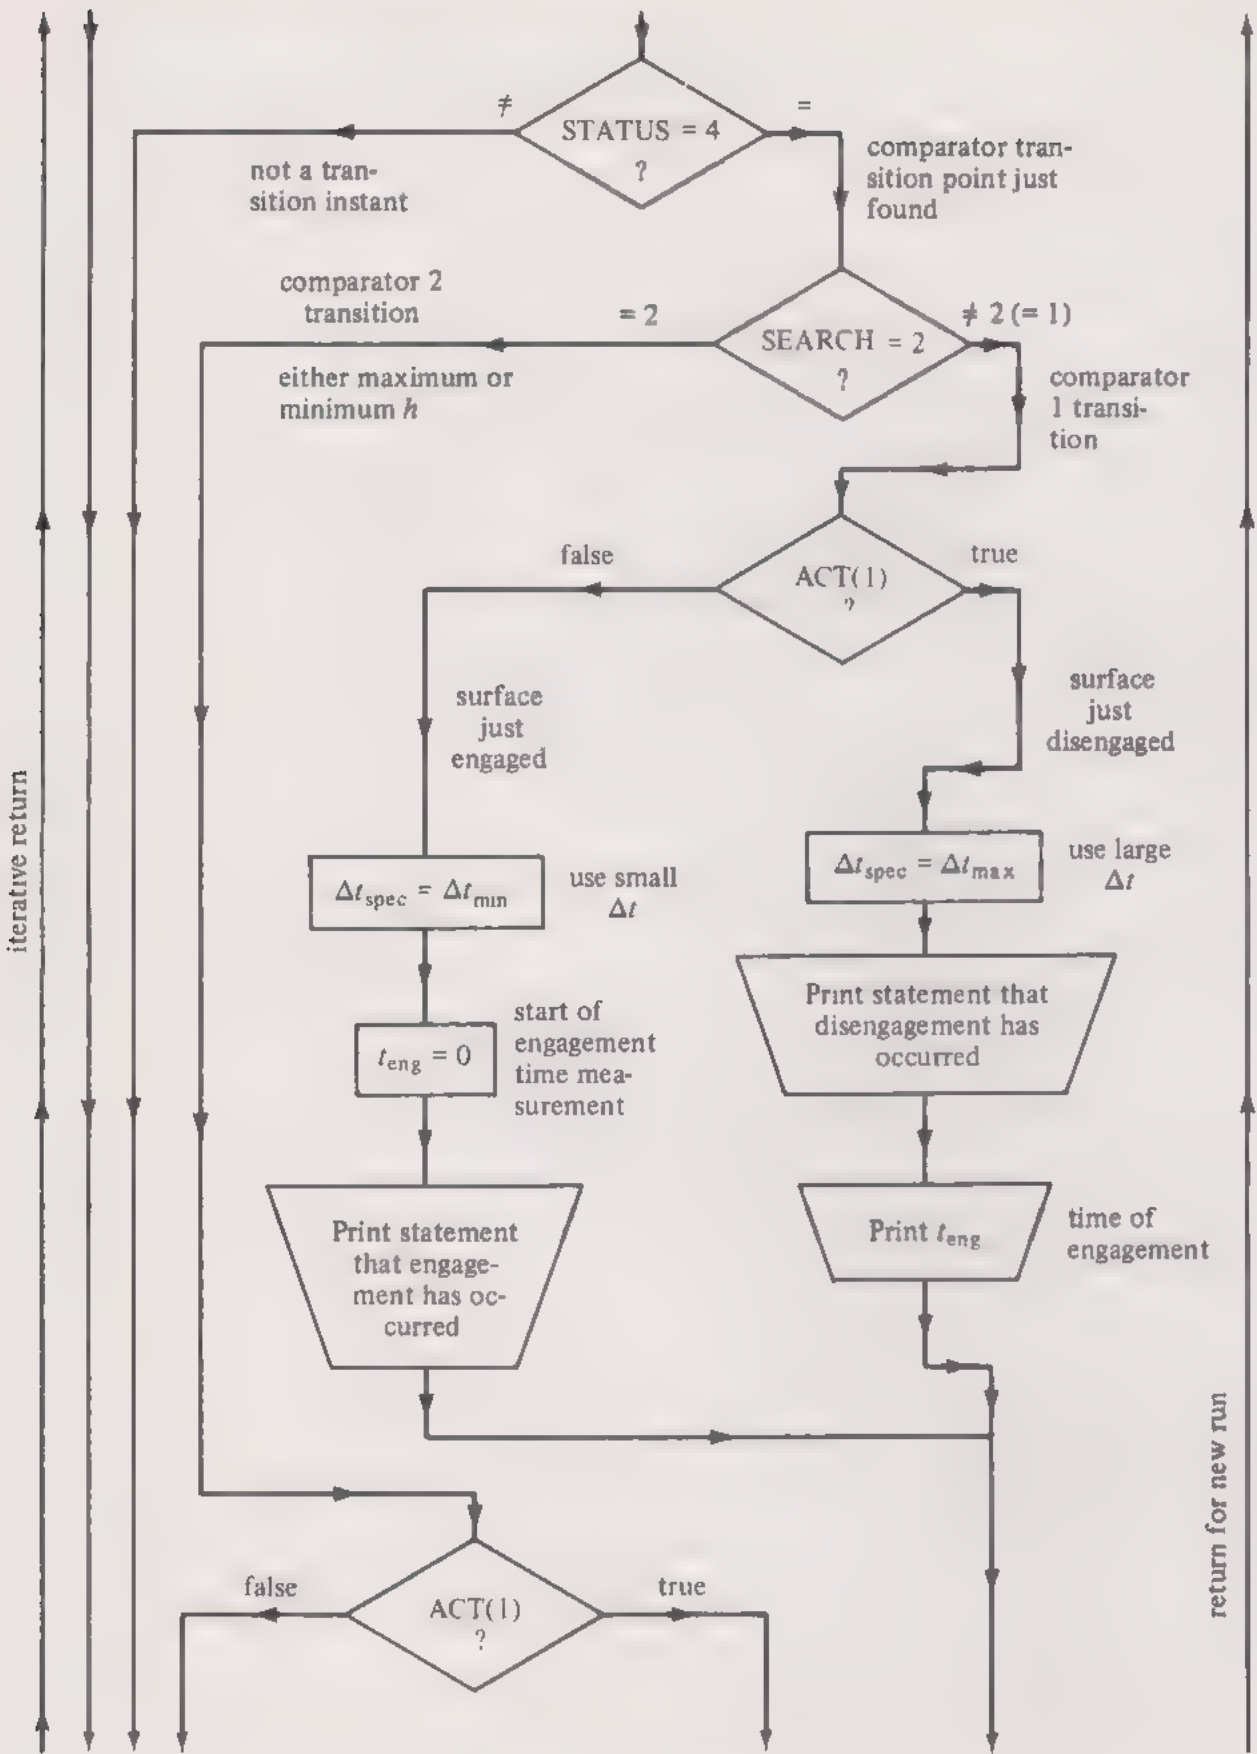 ≠
=
STATUS = 4
?
not a tran-
sition instant
comparator tran-
sition point just
found
comparator 2
transition
= 2
≠ 2 (= 1)
SEARCH = 2
?
either maximum or
minimum h
comparator
1 transi-
tion
false
true
ACT(1)
?
surface
just
engaged
surface
just
disengaged
iterative return
Δt_spec = Δt_min
use small
Δt
Δt_spec = Δt_max
use large
Δt
t_eng = 0
start of
engagement
time mea-
surement
Print statement that
disengagement has
occurred
Print statement
that engage-
ment has oc-
curred
Print t_eng
time of
engagement
return for new run
false
true
ACT(1)
?